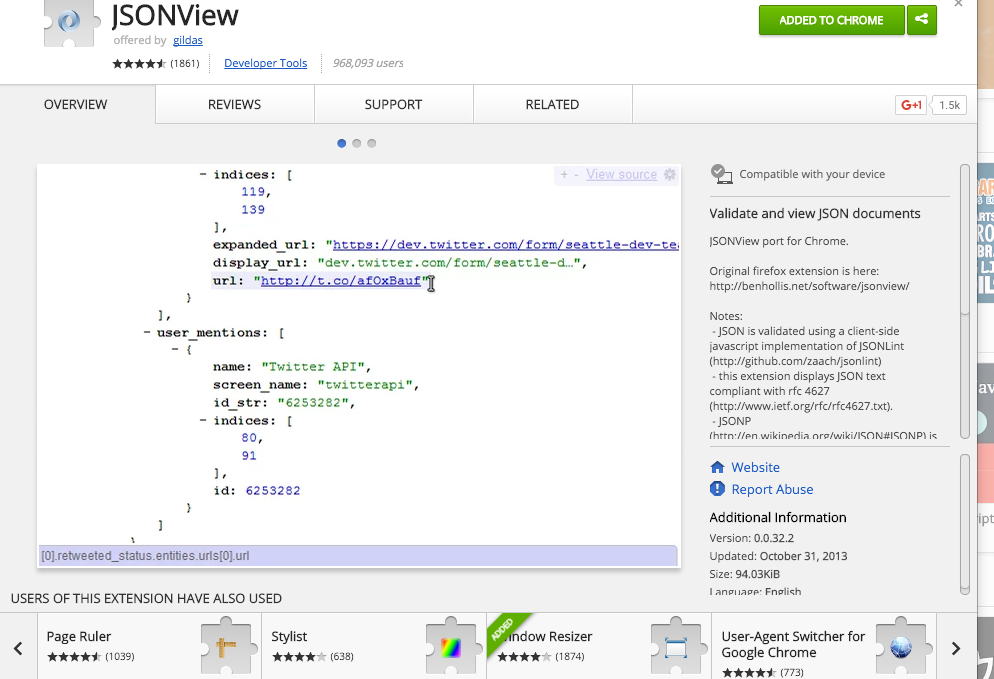 JSONView
offered by gildas
(1861) Developer Tools 968,093 users
ADDED TO CHROME
OVERVIEW REVIEWS SUPPORT RELATED
G+1 1.5k
- indices: [
+ - View source
119,
139
],
expanded_url: "https://dev.twitter.com/form/seattle-dev-tea
display_url: "dev.twitter.com/form/seattle-d…",
url: "http://t.co/afOxBauf"
}
],
- user_mentions: [
- {
name: "Twitter API",
screen_name: "twitterapi",
id_str: "6253282",
- indices: [
80,
91
],
id: 6253282
}
]
}
[0].retweeted_status.entities.urls[0].url
Compatible with your device
Validate and view JSON documents
JSONView port for Chrome.
Original firefox extension is here:
http://benhollis.net/software/jsonview/
Notes:
- JSON is validated using a client-side
javascript implementation of JSONLint
(http://github.com/zaach/jsonlint)
- this extension displays JSON text
compliant with rfc 4627
(http://www.ietf.org/rfc/rfc4627.txt).
- JSONP
(http://en.wikipedia.org/wiki/JSON#JSONP) is
Website
Report Abuse
Additional Information
Version: 0.0.32.2
Updated: October 31, 2013
Size: 94.03KiB
Language: English
USERS OF THIS EXTENSION HAVE ALSO USED
Page Ruler
(1039)
Stylist
(638)
ADDED
Window Resizer
(1874)
User-Agent Switcher for
Google Chrome
(773)